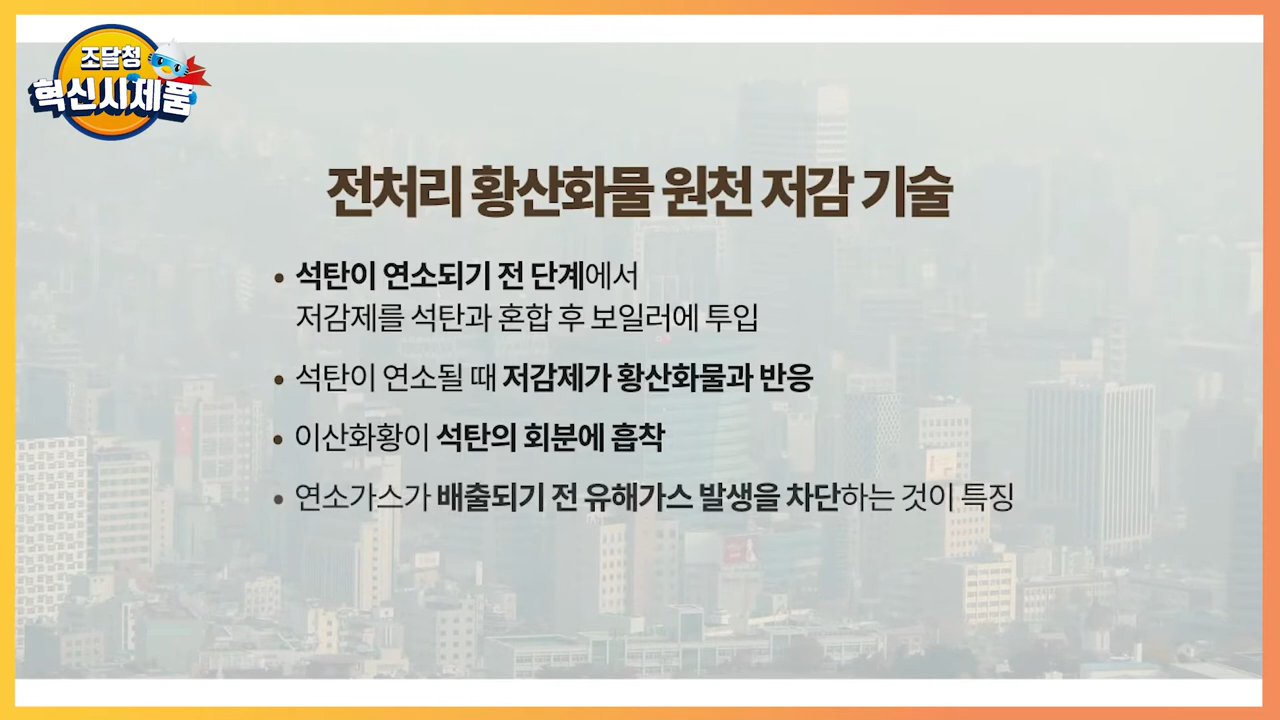 조달청
혁신시제품
전처리 황산화물 원천 저감 기술
• 석탄이 연소되기 전 단계에서
저감제를 석탄과 혼합 후 보일러에 투입
• 석탄이 연소될 때 저감제가 황산화물과 반응
• 이산화황이 석탄의 회분에 흡착
• 연소가스가 배출되기 전 유해가스 발생을 차단하는 것이 특징